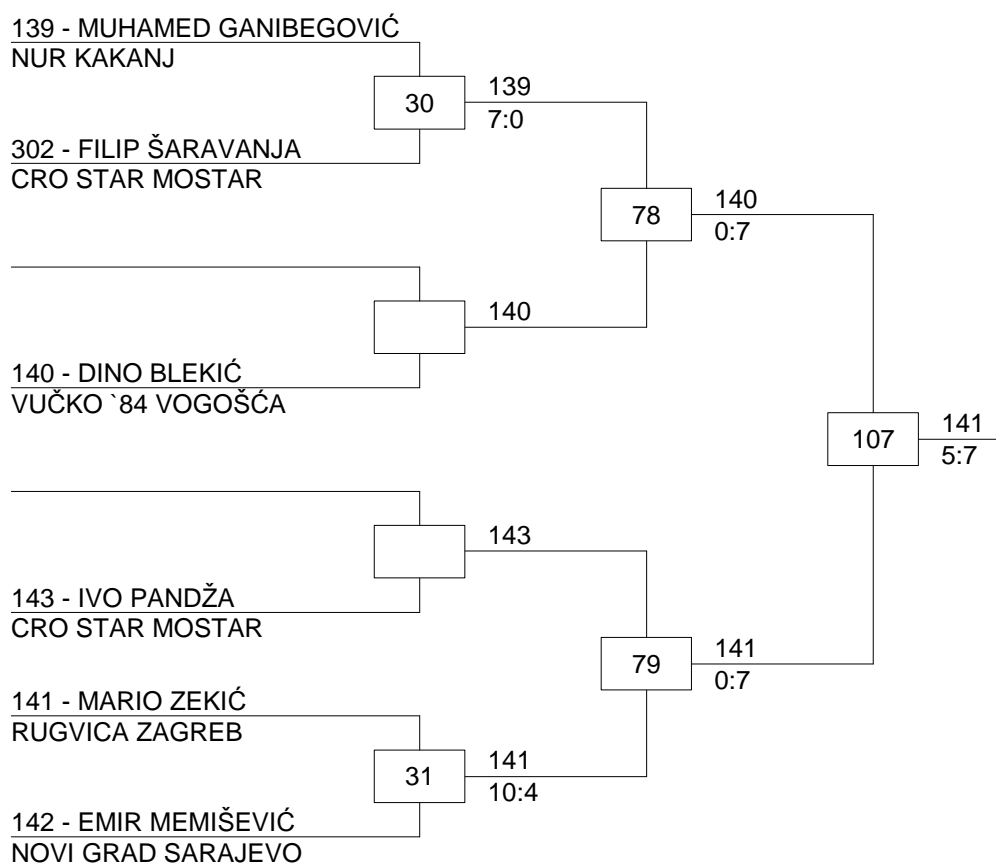 139 - MUHAMED GANIBEGOVIĆ
NUR KAKANJ
30
139
7:0
302 - FILIP ŠARAVANJA
CRO STAR MOSTAR
78
140
0:7
140
140 - DINO BLEKIĆ
VUČKO `84 VOGOŠĆA
107
141
5:7
143
143 - IVO PANDŽA
CRO STAR MOSTAR
79
141
0:7
141 - MARIO ZEKIĆ
RUGVICA ZAGREB
31
141
10:4
142 - EMIR MEMIŠEVIĆ
NOVI GRAD SARAJEVO